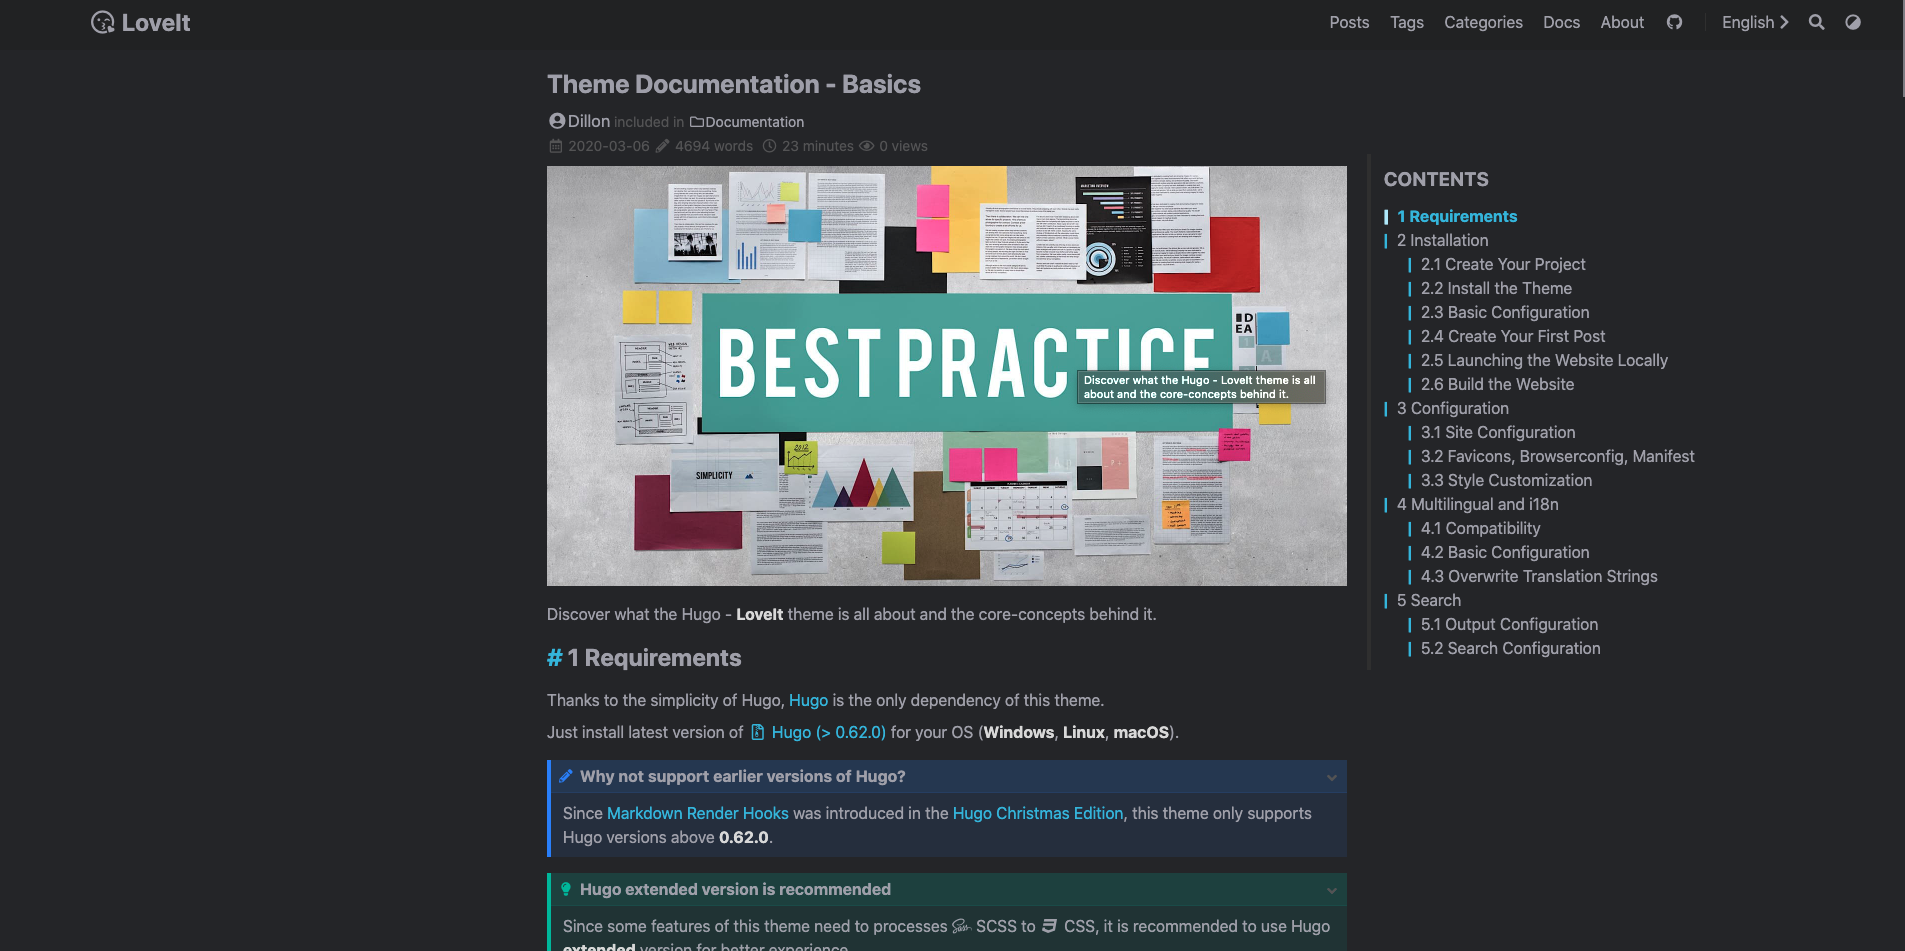 LoveIt
Posts Tags Categories Docs About English
Theme Documentation - Basics
Dillon included in Documentation
2020-03-06 4694 words 23 minutes 0 views
MARKETING OVERVIEW
ID
EA
BEST PRACTICE
Discover what the Hugo - LoveIt theme is all
about and the core-concepts behind it.
2012
SIMPLICITY
Discover what the Hugo - LoveIt theme is all about and the core-concepts behind it.
# 1 Requirements
Thanks to the simplicity of Hugo, Hugo is the only dependency of this theme.
Just install latest version of Hugo (> 0.62.0) for your OS (Windows, Linux, macOS).
Why not support earlier versions of Hugo?
Since Markdown Render Hooks was introduced in the Hugo Christmas Edition, this theme only supports
Hugo versions above 0.62.0.
Hugo extended version is recommended
Since some features of this theme need to processes SCSS to CSS, it is recommended to use Hugo
extended version for better experience.
CONTENTS
1 Requirements
2 Installation
2.1 Create Your Project
2.2 Install the Theme
2.3 Basic Configuration
2.4 Create Your First Post
2.5 Launching the Website Locally
2.6 Build the Website
3 Configuration
3.1 Site Configuration
3.2 Favicons, Browserconfig, Manifest
3.3 Style Customization
4 Multilingual and i18n
4.1 Compatibility
4.2 Basic Configuration
4.3 Overwrite Translation Strings
5 Search
5.1 Output Configuration
5.2 Search Configuration